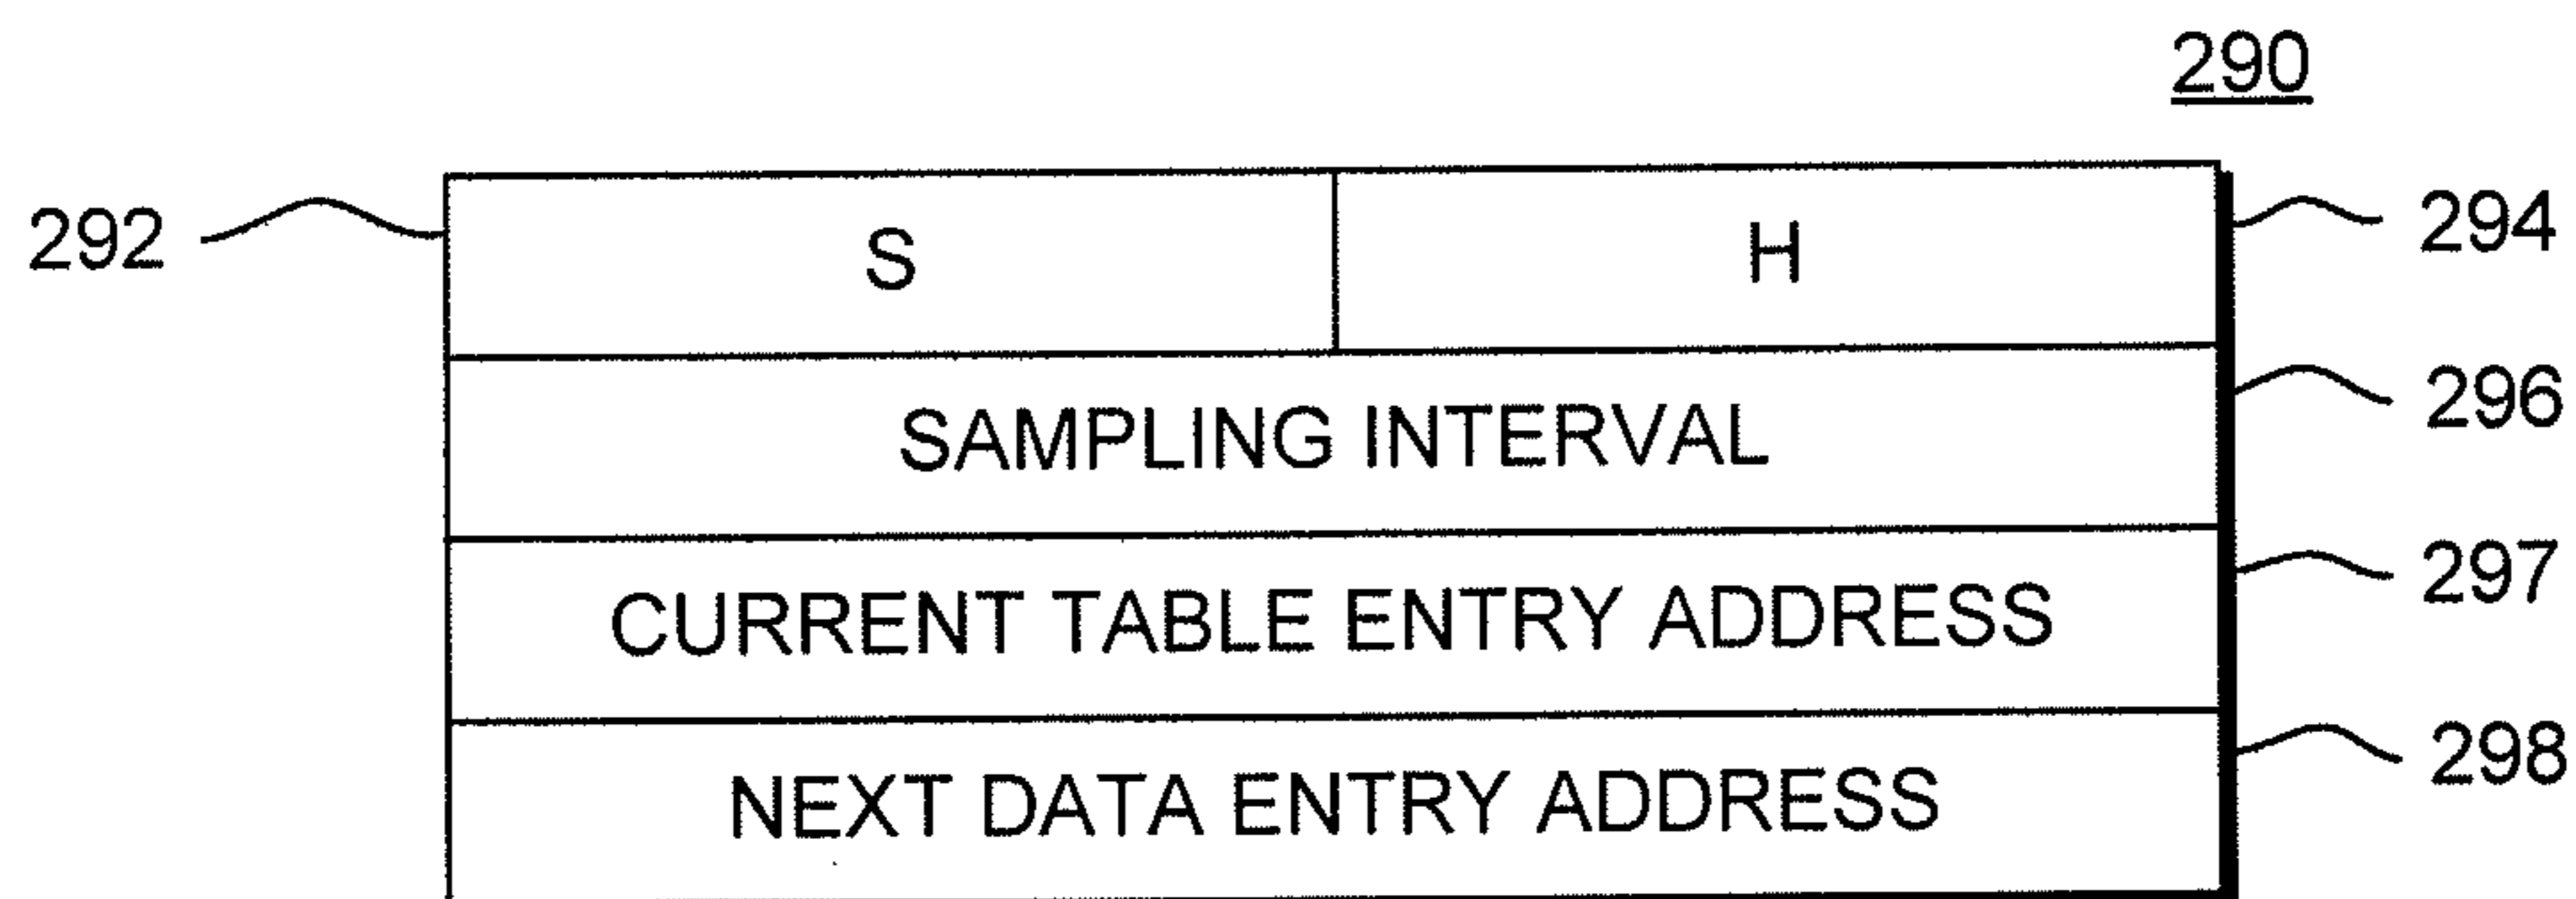 290
292 S H 294
SAMPLING INTERVAL 296
CURRENT TABLE ENTRY ADDRESS 297
NEXT DATA ENTRY ADDRESS 298